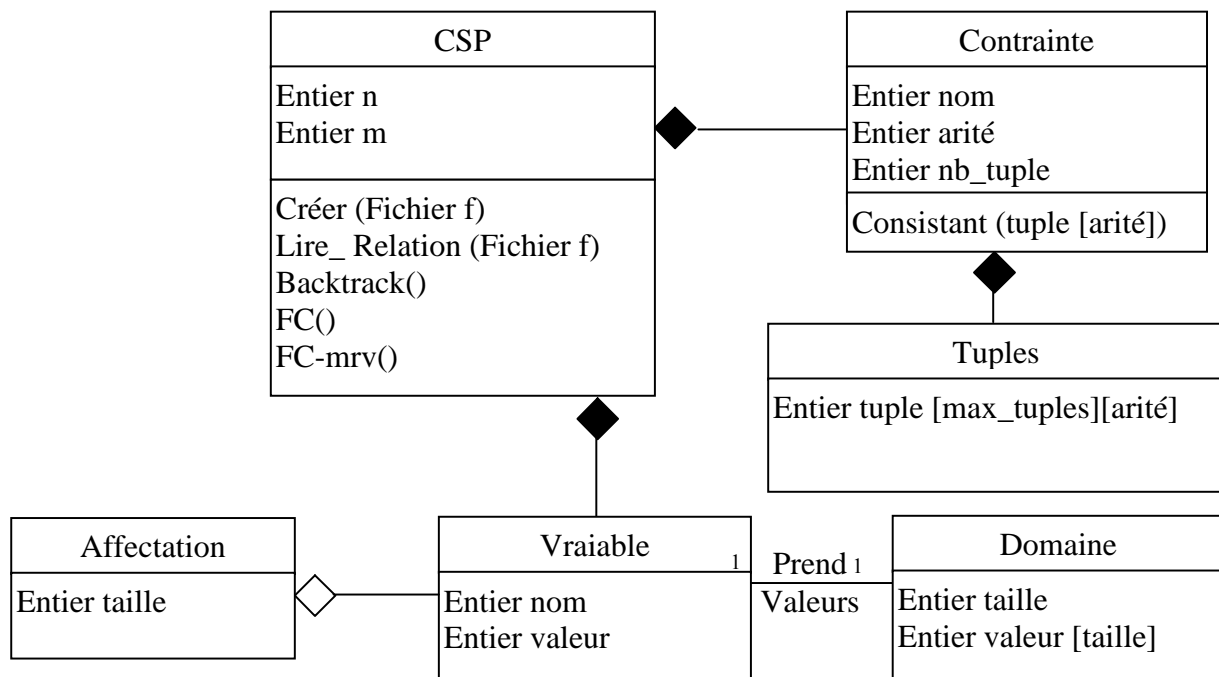 CSP
Entier n
Entier m
Créer (Fichier f)
Lire_ Relation (Fichier f)
Backtrack()
FC()
FC-mrv()
Contrainte
Entier nom
Entier arité
Entier nb_tuple
Consistant (tuple [arité])
Tuples
Entier tuple [max_tuples][arité]
Affectation
Entier taille
Vraiable
1
Entier nom
Entier valeur
Prend 1
Valeurs
Domaine
Entier taille
Entier valeur [taille]